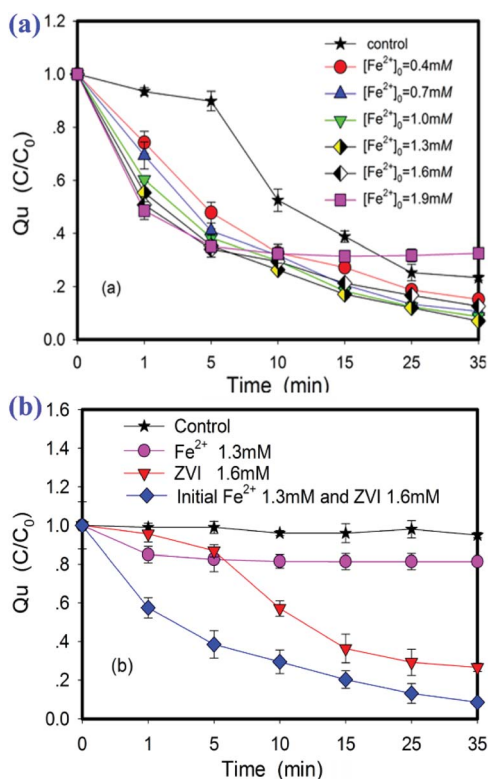 (a)
1.0
.8
.6
.4
.2
0.0
Qu (C/C₀)
control
[Fe²⁺]₀=0.4mM
[Fe²⁺]₀=0.7mM
[Fe²⁺]₀=1.0mM
[Fe²⁺]₀=1.3mM
[Fe²⁺]₀=1.6mM
[Fe²⁺]₀=1.9mM
(a)
0 1 5 10 15 25 35
Time (min)
(b)
1.6
1.4
1.2
1.0
.8
.6
.4
.2
0.0
Qu (C/C₀)
Control
Fe²⁺ 1.3mM
ZVI 1.6mM
Initial Fe²⁺ 1.3mM and ZVI 1.6mM
(b)
0 1 5 10 15 25 35
Time (min)